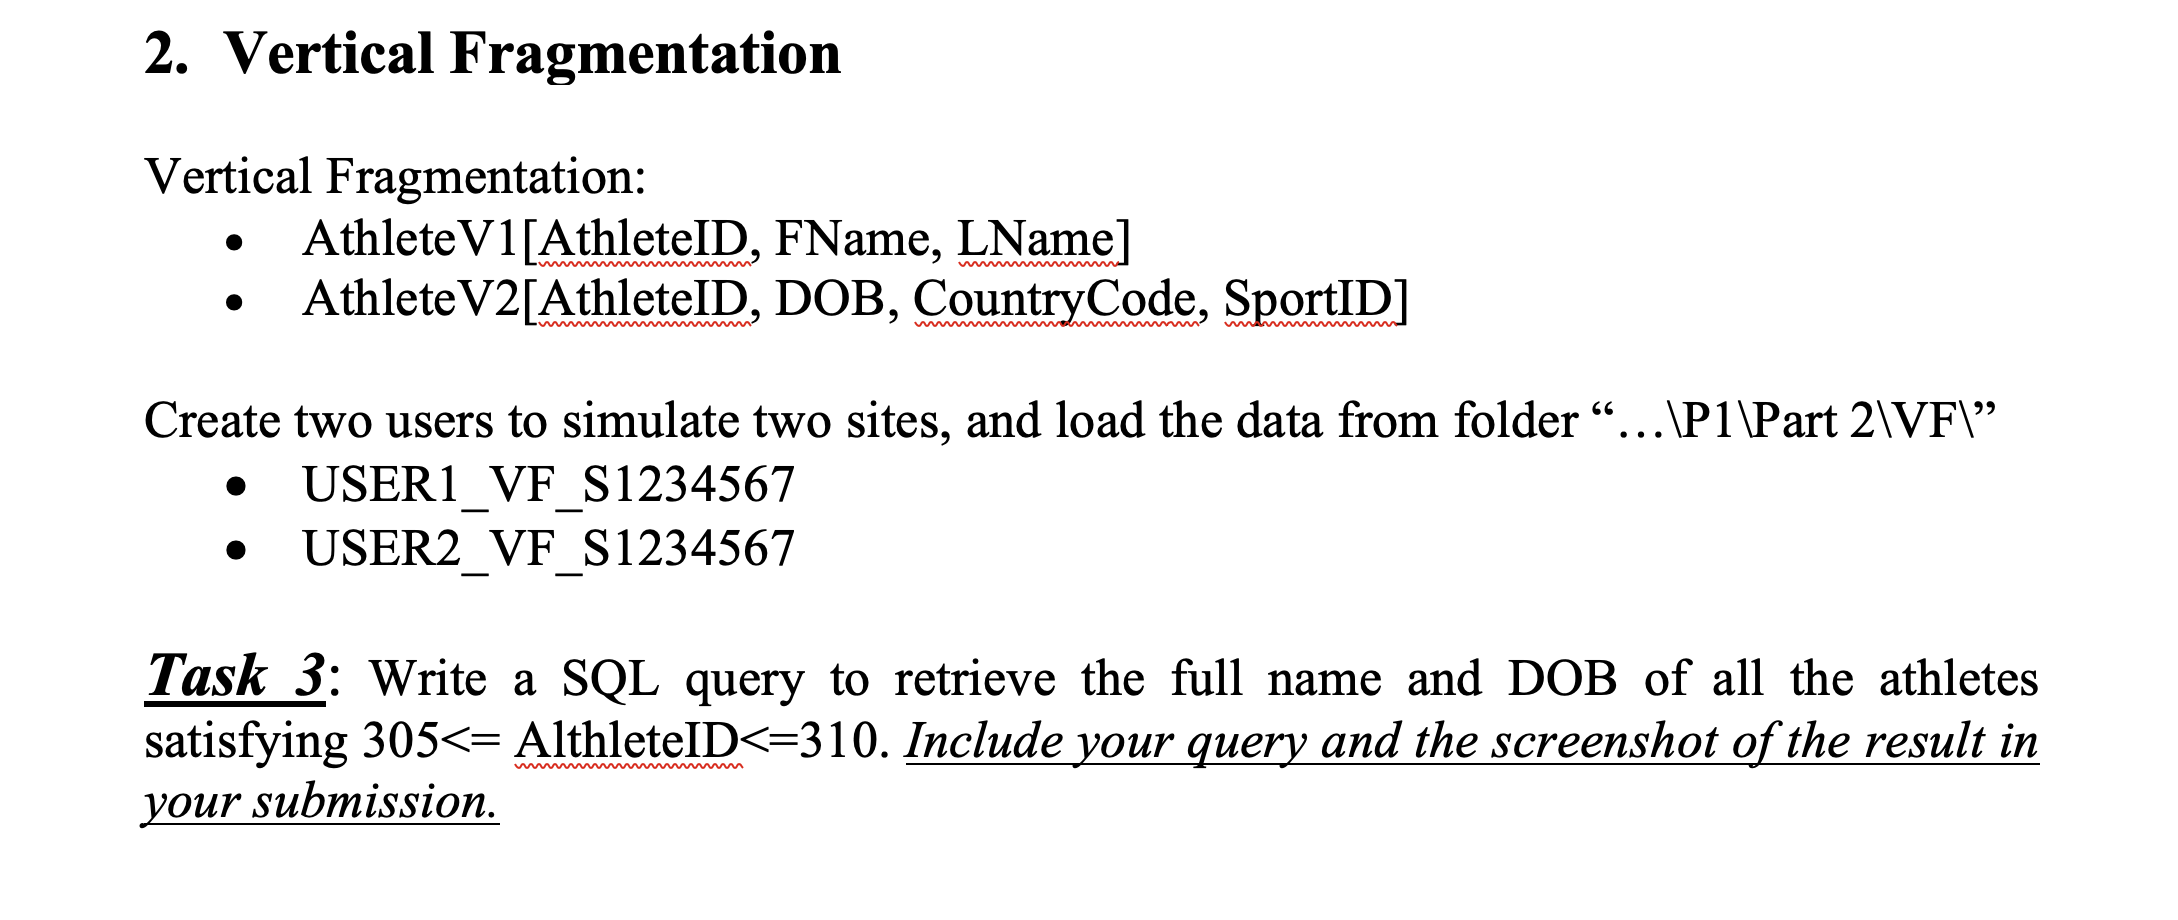 2. Vertical Fragmentation
Vertical Fragmentation:
• AthleteV1[AthleteID, FName, LName]
• AthleteV2[AthleteID, DOB, CountryCode, SportID]
Create two users to simulate two sites, and load the data from folder “…\P1\Part 2\VF\”
• USER1_VF_S1234567
• USER2_VF_S1234567
Task 3: Write a SQL query to retrieve the full name and DOB of all the athletes
satisfying 305<= AlthleteID<=310. Include your query and the screenshot of the result in
your submission.